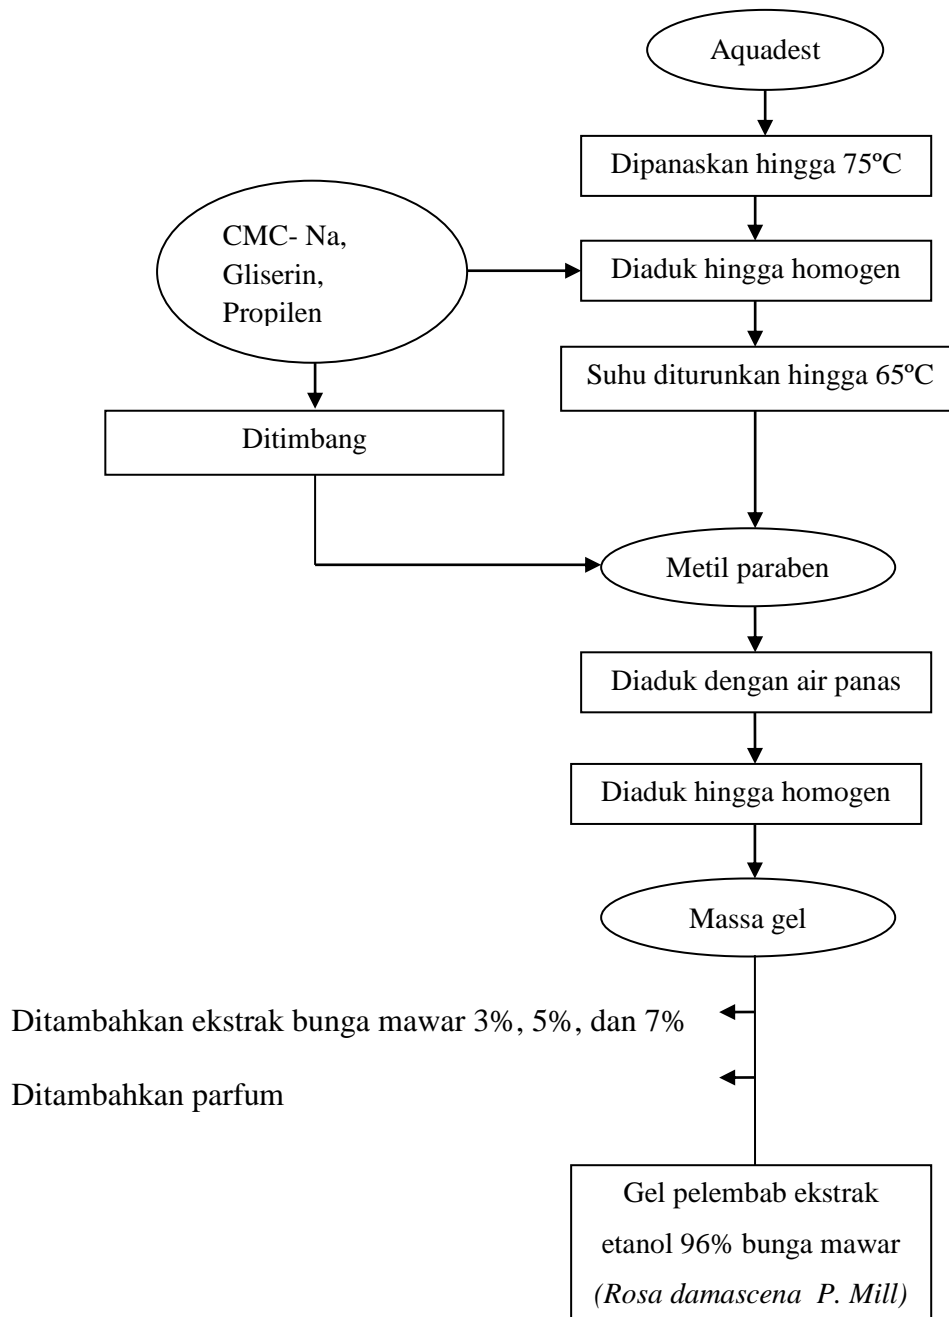 Aquadest
Dipanaskan hingga 75ºC
CMC- Na,
Gliserin,
Propilen
Diaduk hingga homogen
Suhu diturunkan hingga 65ºC
Ditimbang
Metil paraben
Diaduk dengan air panas
Diaduk hingga homogen
Massa gel
Ditambahkan ekstrak bunga mawar 3%, 5%, dan 7%
Ditambahkan parfum
Gel pelembab ekstrak
etanol 96% bunga mawar
(Rosa damascena P. Mill)